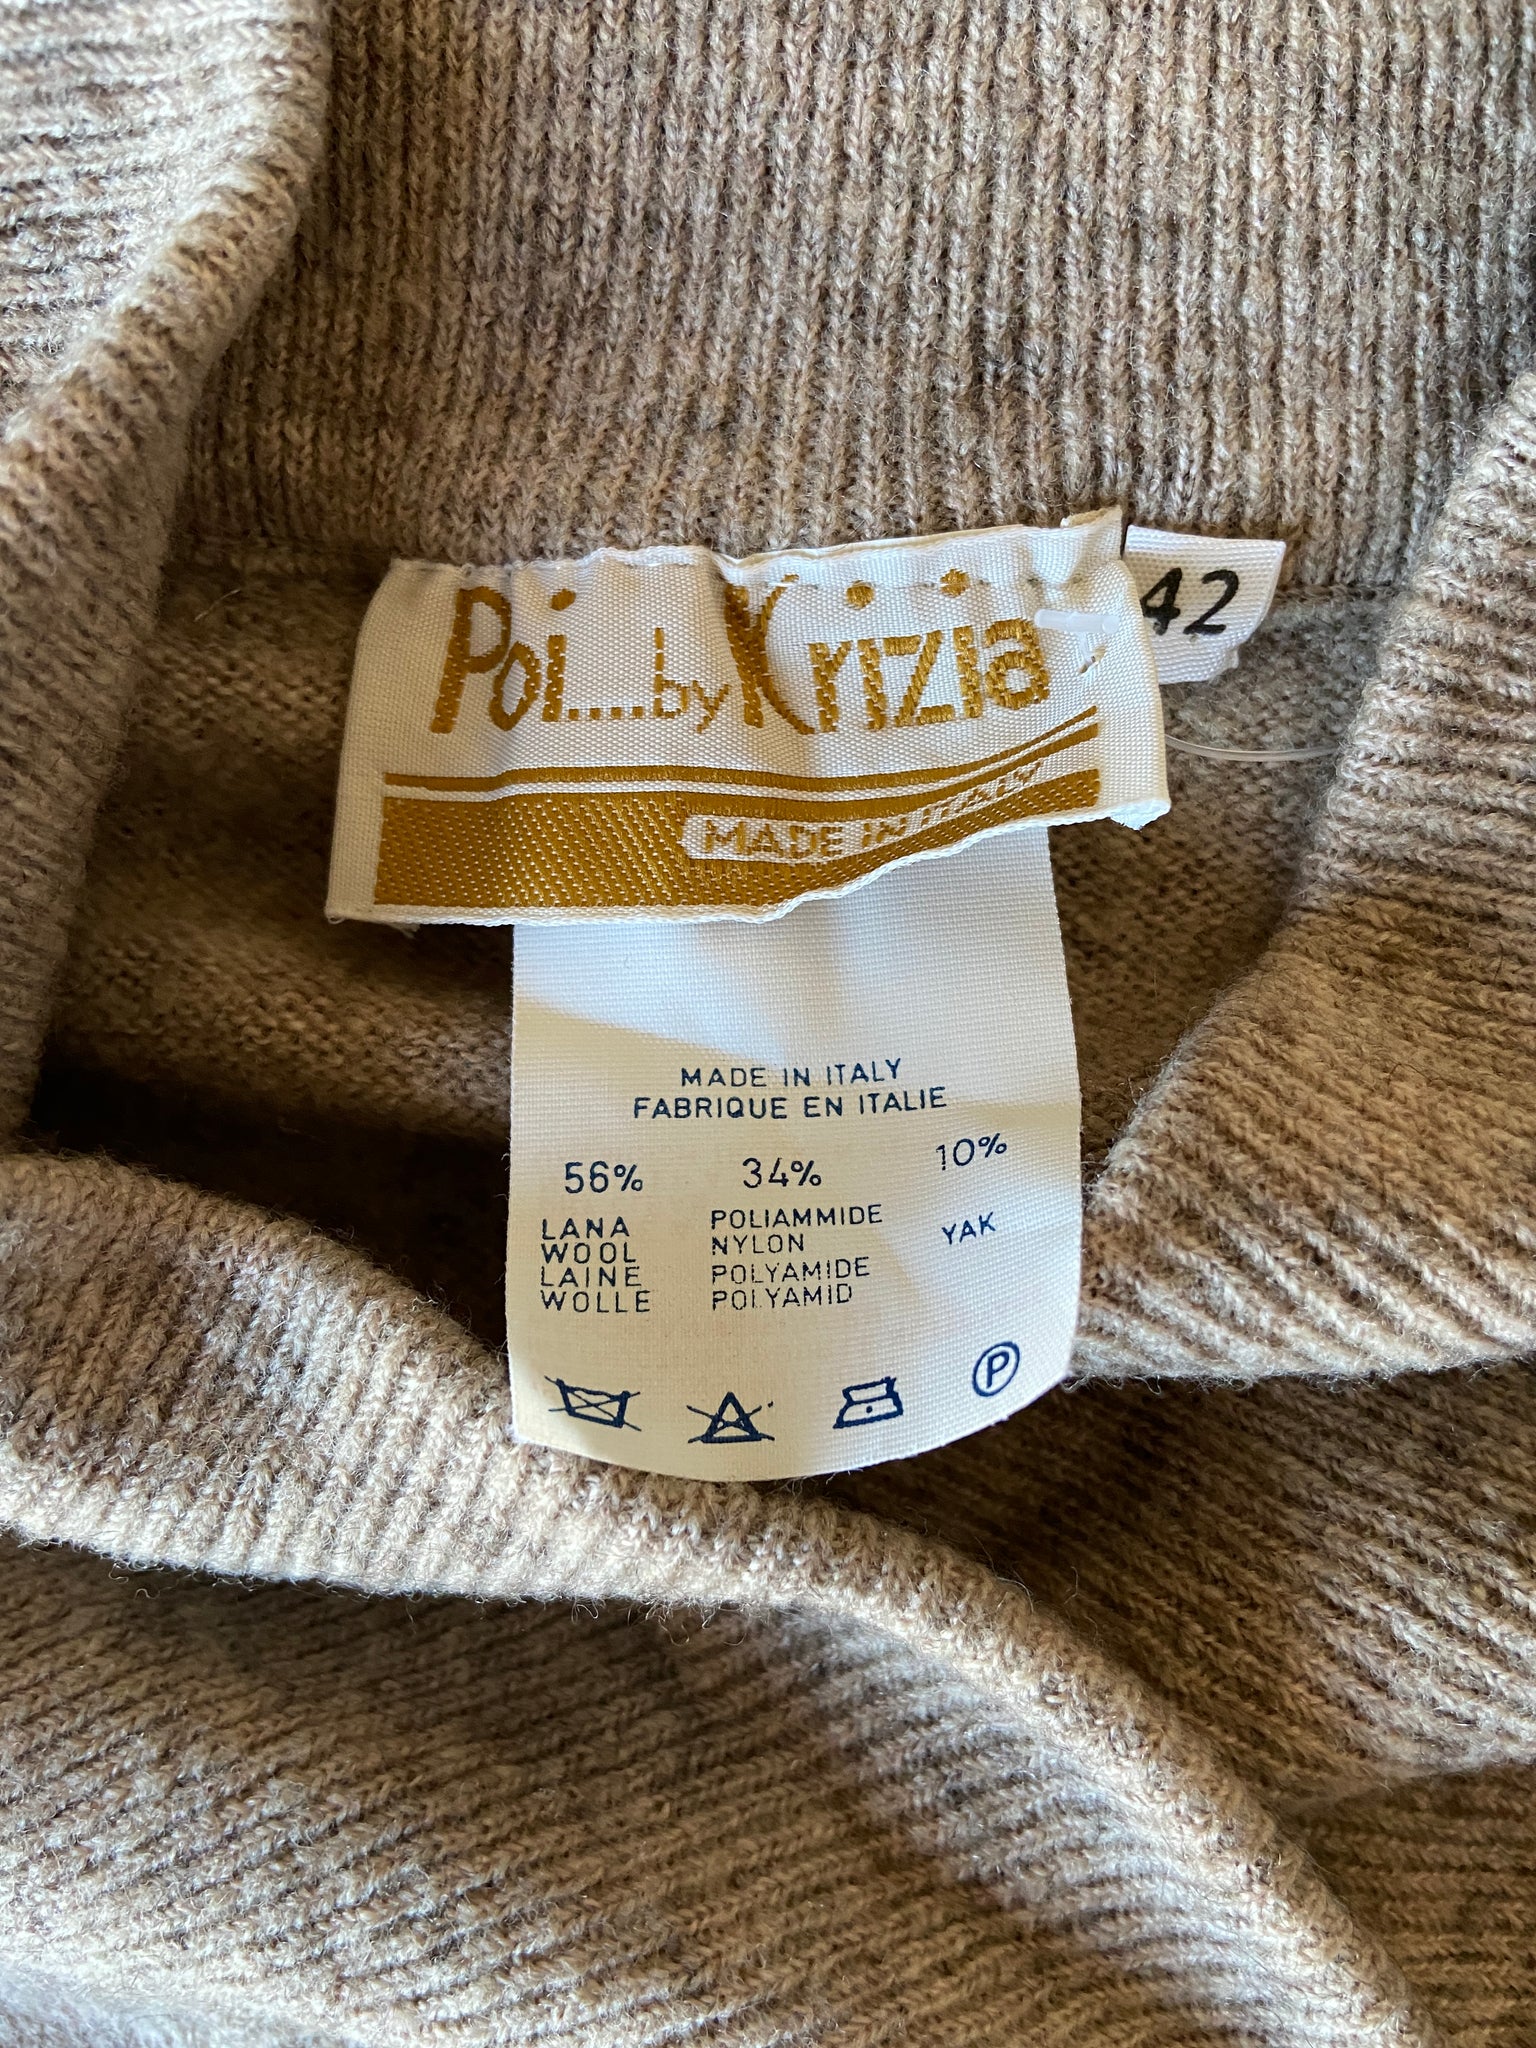 Poi....by Krizia
MADE IN ITALY
42
MADE IN ITALY
FABRIQUE EN ITALIE
56% 34% 10%
LANA POLIAMMIDE YAK
WOOL NYLON
LAINE POLYAMIDE
WOLLE POLYAMID
A P